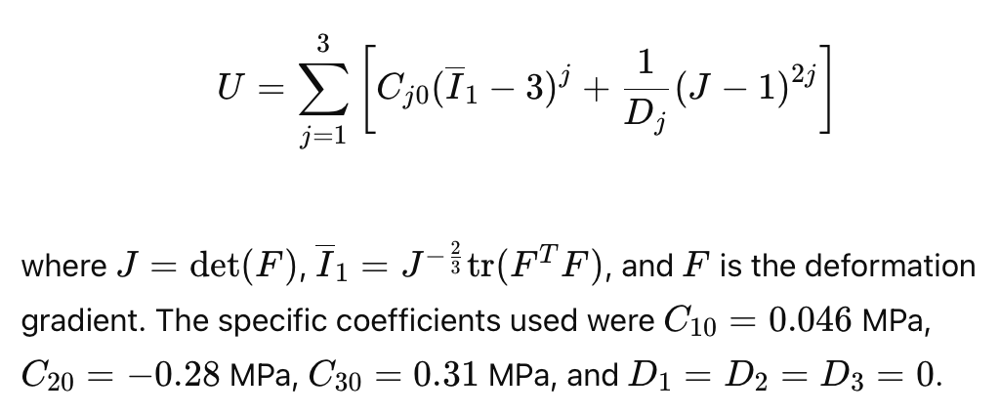 U = \sum_{j=1}^{3} \left[ C_{j0}(\overline{I}_1 - 3)^j + \frac{1}{D_j}(J - 1)^{2j} \right]
where J = det(F), \overline{I}_1 = J^{-\frac{2}{3}} tr(F^T F), and F is the deformation
gradient. The specific coefficients used were C_{10} = 0.046 MPa,
C_{20} = −0.28 MPa, C_{30} = 0.31 MPa, and D_1 = D_2 = D_3 = 0.